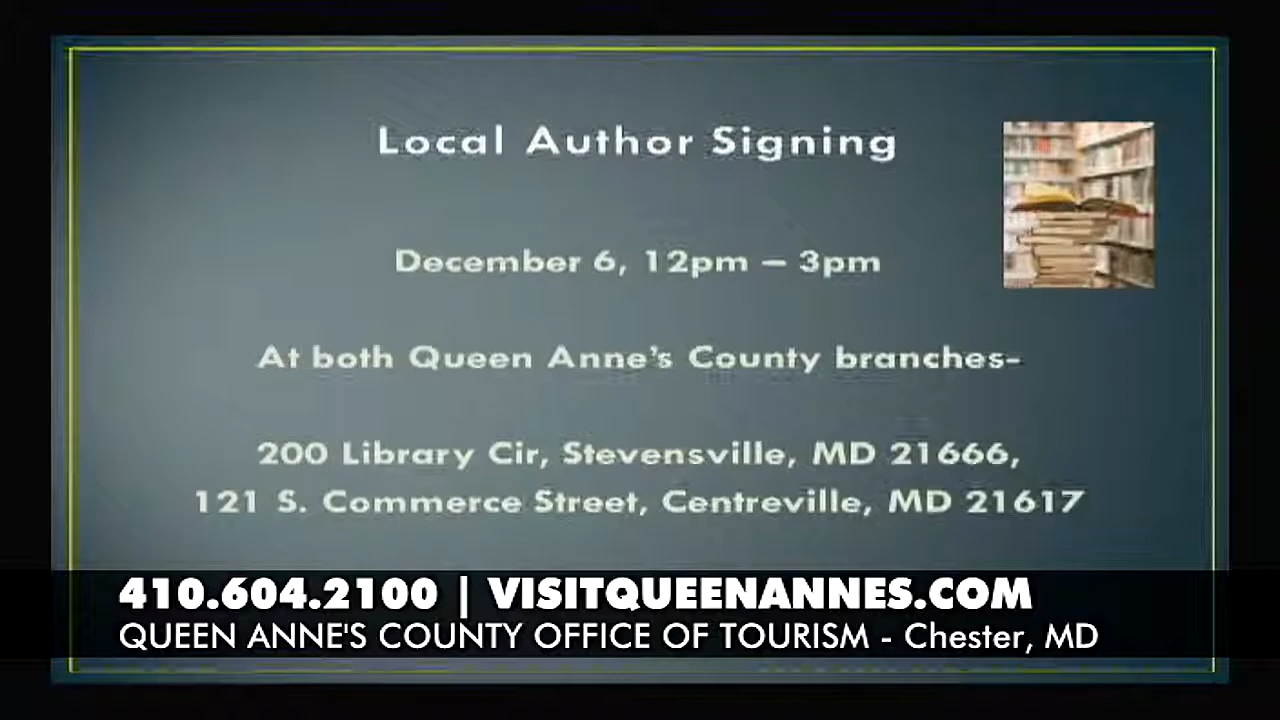 Local Author Signing
December 6, 12pm – 3pm
At both Queen Anne's County branches-
200 Library Cir, Stevensville, MD 21666,
121 S. Commerce Street, Centreville, MD 21617
410.604.2100 | VISITQUEENANNES.COM
QUEEN ANNE'S COUNTY OFFICE OF TOURISM - Chester, MD